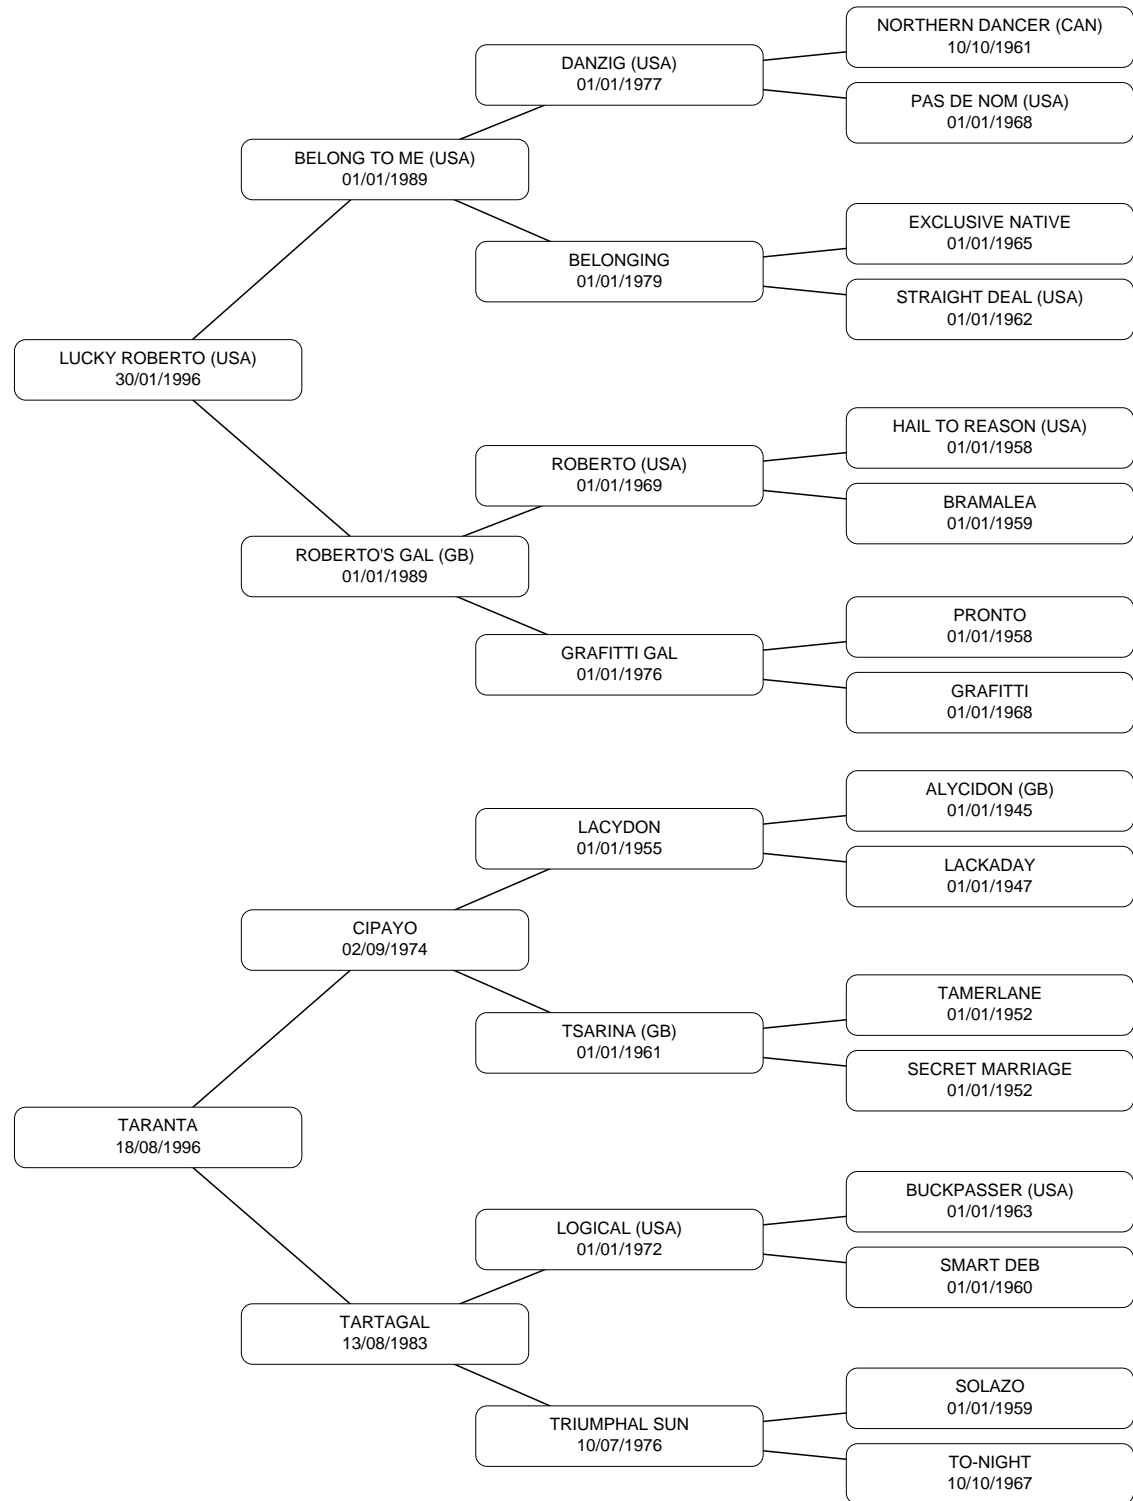 NORTHERN DANCER (CAN)
10/10/1961
DANZIG (USA)
01/01/1977
PAS DE NOM (USA)
01/01/1968
BELONG TO ME (USA)
01/01/1989
EXCLUSIVE NATIVE
01/01/1965
BELONGING
01/01/1979
STRAIGHT DEAL (USA)
01/01/1962
LUCKY ROBERTO (USA)
30/01/1996
HAIL TO REASON (USA)
01/01/1958
ROBERTO (USA)
01/01/1969
BRAMALEA
01/01/1959
ROBERTO'S GAL (GB)
01/01/1989
PRONTO
01/01/1958
GRAFITTI GAL
01/01/1976
GRAFITTI
01/01/1968
ALYCIDON (GB)
01/01/1945
LACYDON
01/01/1955
LACKADAY
01/01/1947
CIPAYO
02/09/1974
TAMERLANE
01/01/1952
TSARINA (GB)
01/01/1961
SECRET MARRIAGE
01/01/1952
TARANTA
18/08/1996
BUCKPASSER (USA)
01/01/1963
LOGICAL (USA)
01/01/1972
SMART DEB
01/01/1960
TARTAGAL
13/08/1983
SOLAZO
01/01/1959
TRIUMPHAL SUN
10/07/1976
TO-NIGHT
10/10/1967